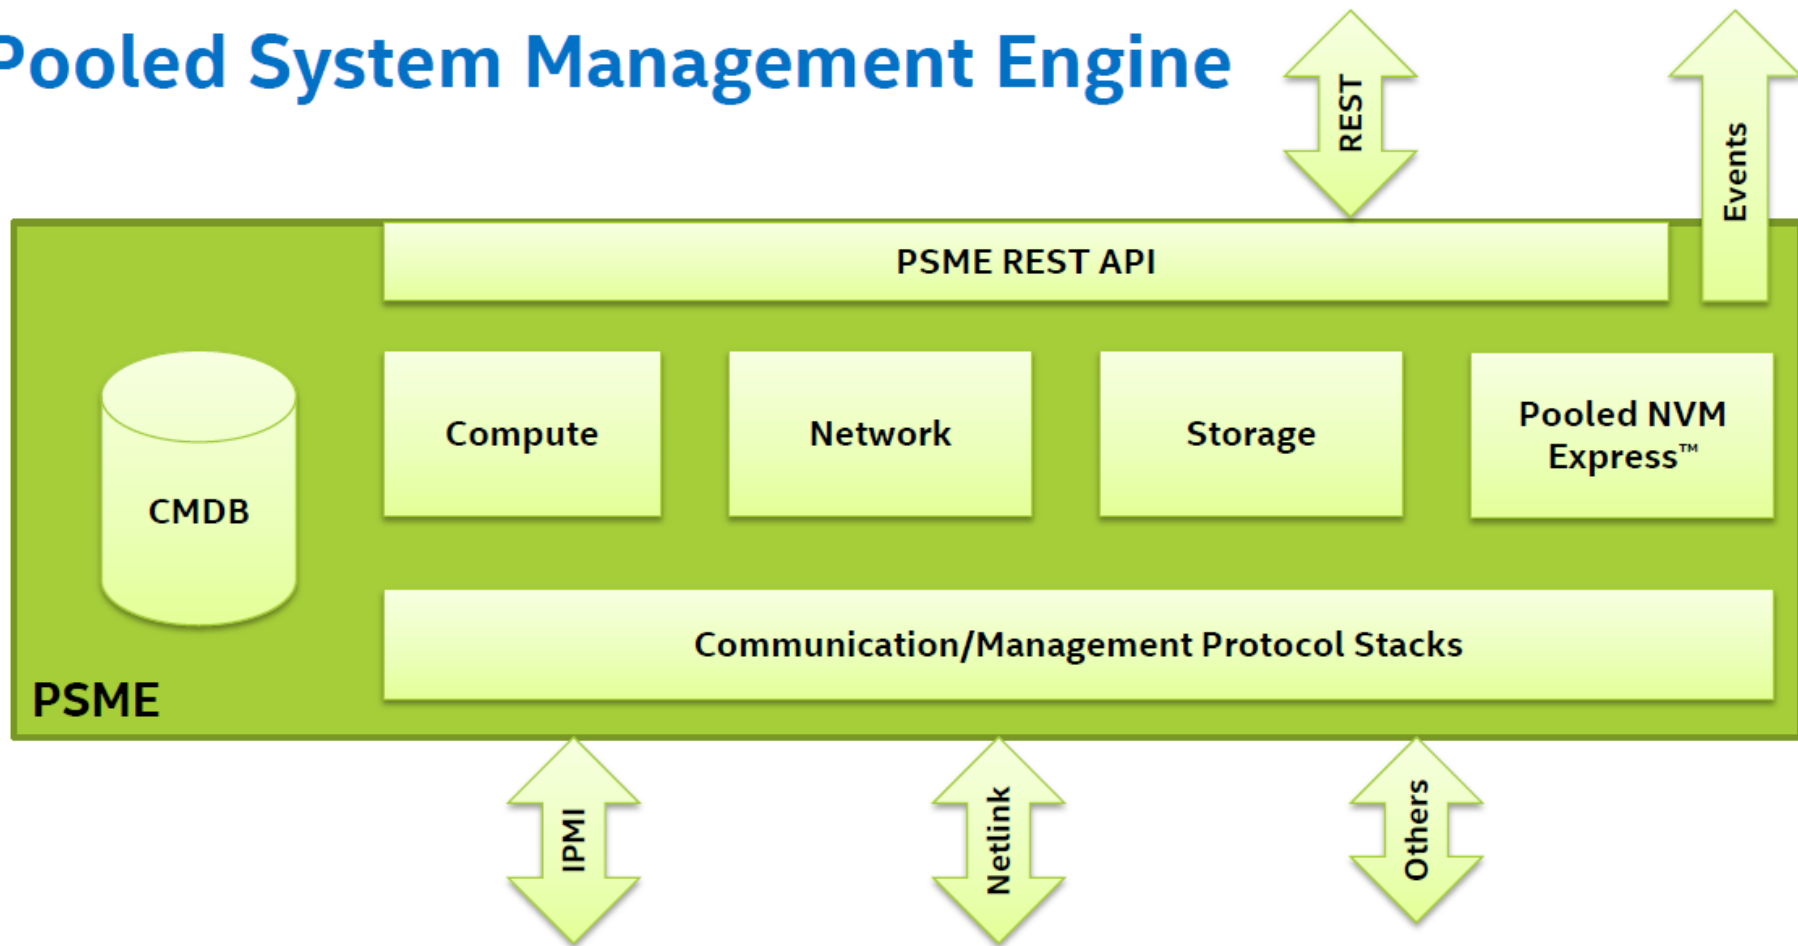 Pooled System Management Engine
REST
Events
PSME REST API
Compute
Network
Storage
Pooled NVM
Express™
CMDB
Communication/Management Protocol Stacks
PSME
IPMI
Netlink
Others